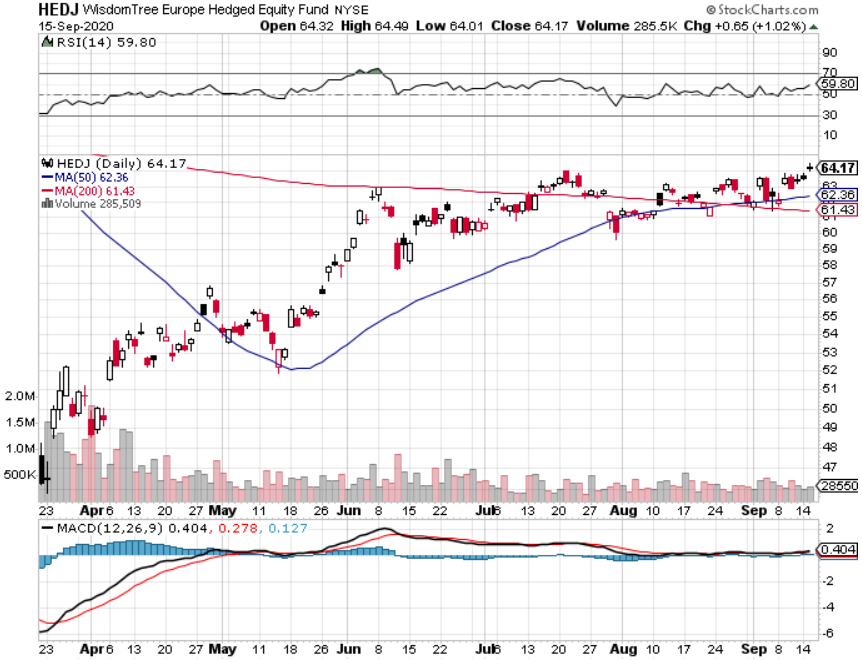 HEDJ WisdomTree Europe Hedged Equity Fund NYSE
© StockCharts.com
15-Sep-2020
Open 64.32 High 64.49 Low 64.01 Close 64.17 Volume 285.5K Chg +0.65 (+1.02%)
RSI(14) 59.80
90
70
59.80
50
30
10
HEDJ (Daily) 64.17
MA(50) 62.36
MA(200) 61.43
Volume 285,509
64.17
63
62.36
61.43
60
59
58
57
56
55
54
53
52
51
50
49
48
47
2.0M
1.5M
1.0M
500K
28550
23 Apr 6 13 20 27 May 11 18 26 Jun 8 15 22 Jul 6 13 20 27 Aug 10 17 24 Sep 8 14
MACD(12,26,9) 0.404, 0.278, 0.127
2
0.404
-2
-4
-6
23 Apr 6 13 20 27 May 11 18 26 Jun 8 15 22 Jul 6 13 20 27 Aug 10 17 24 Sep 8 14